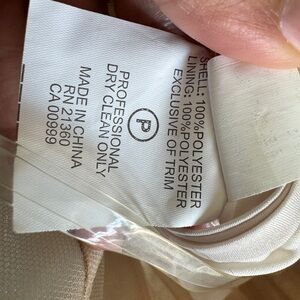 SHELL: 100%POLYESTER
LINING: 100%POLYESTER
EXCLUSIVE OF TRIM
P
PROFESSIONAL
DRY CLEAN ONLY
MADE IN CHINA
RN 21360
CA 00999